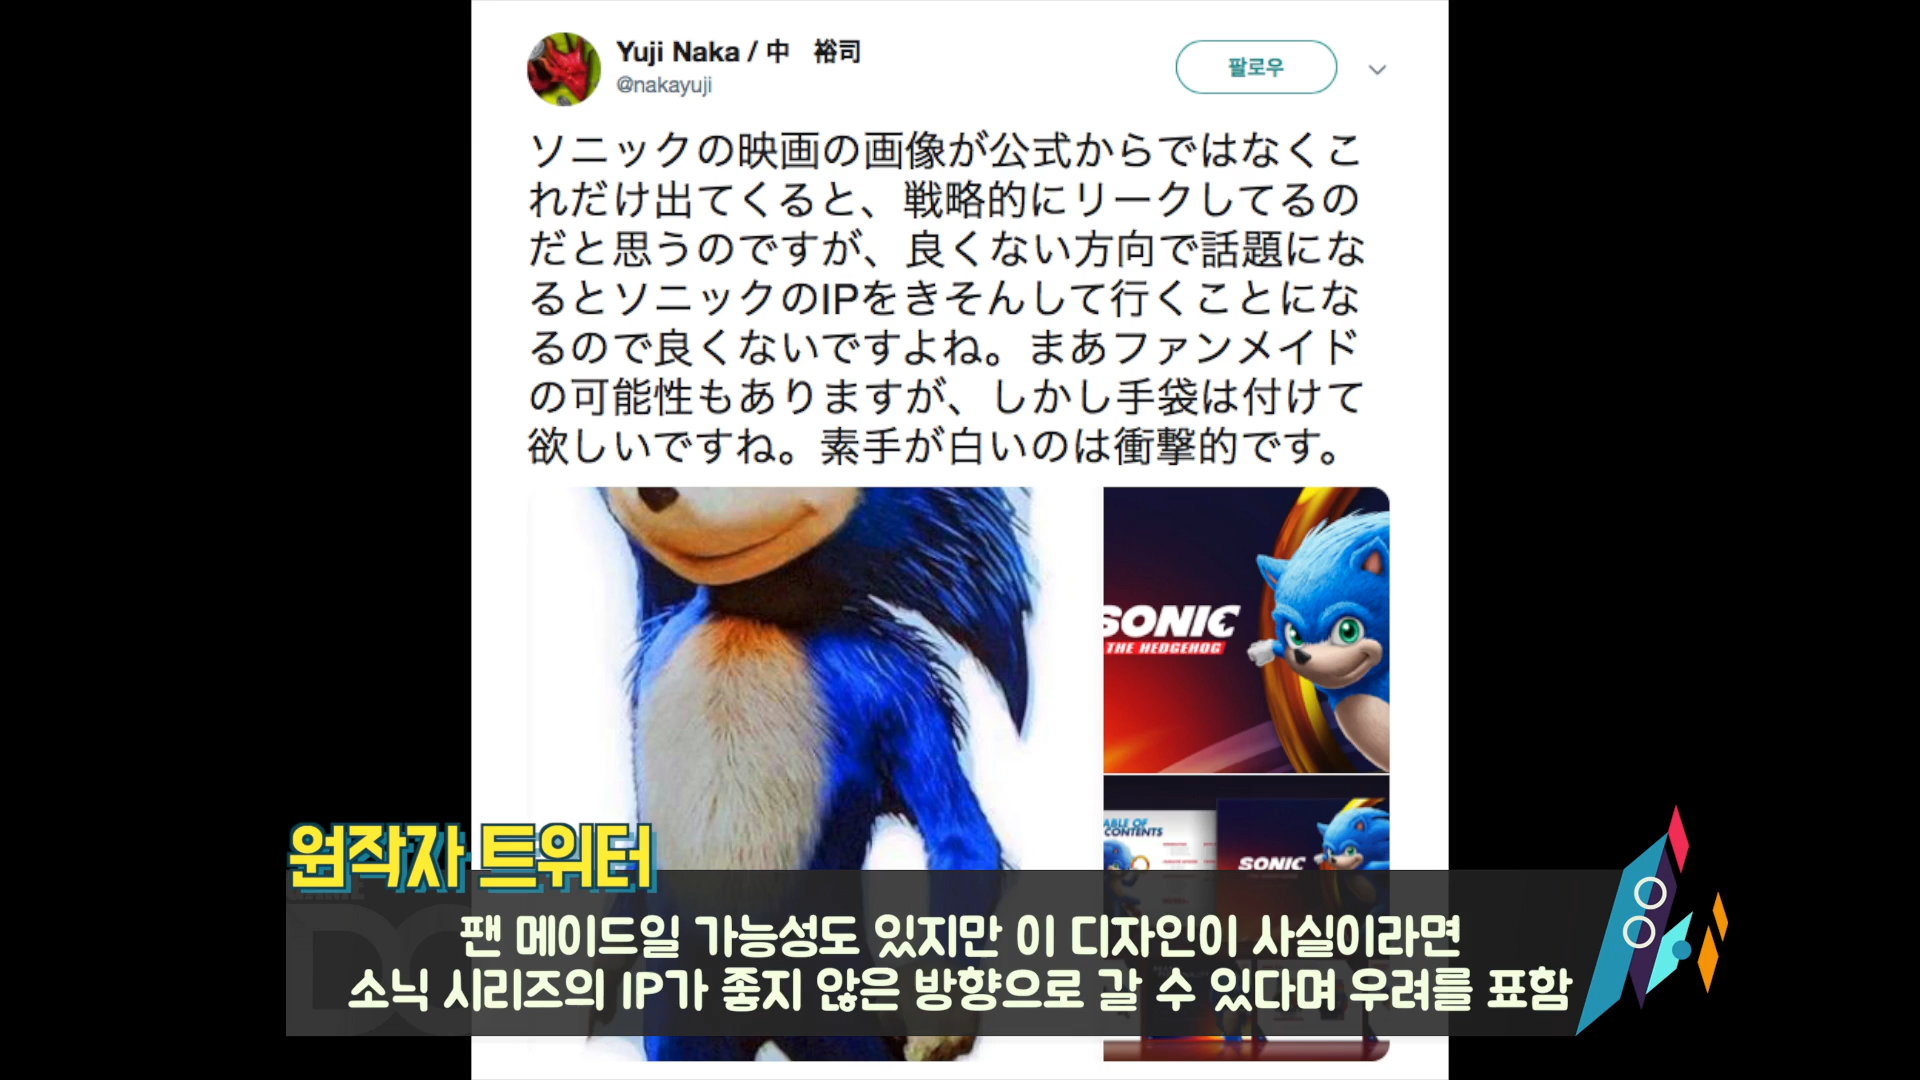 Yuji Naka / 中　裕司
@nakayuji
팔로우
ソニックの映画の画像が公式からではなくこ
れだけ出てくると、戦略的にリークしてるの
だと思うのですが、良くない方向で話題にな
るとソニックのIPをきそんして行くことにな
るので良くないですよね。まあファンメイド
の可能性もありますが、しかし手袋は付けて
欲しいですね。素手が白いのは衝撃的です。
SONIC
THE HEDGEHOG
TABLE OF
CONTENTS
SONIC
원작자 트위터
팬 메이드일 가능성도 있지만 이 디자인이 사실이라면
소닉 시리즈의 IP가 좋지 않은 방향으로 갈 수 있다며 우려를 표함